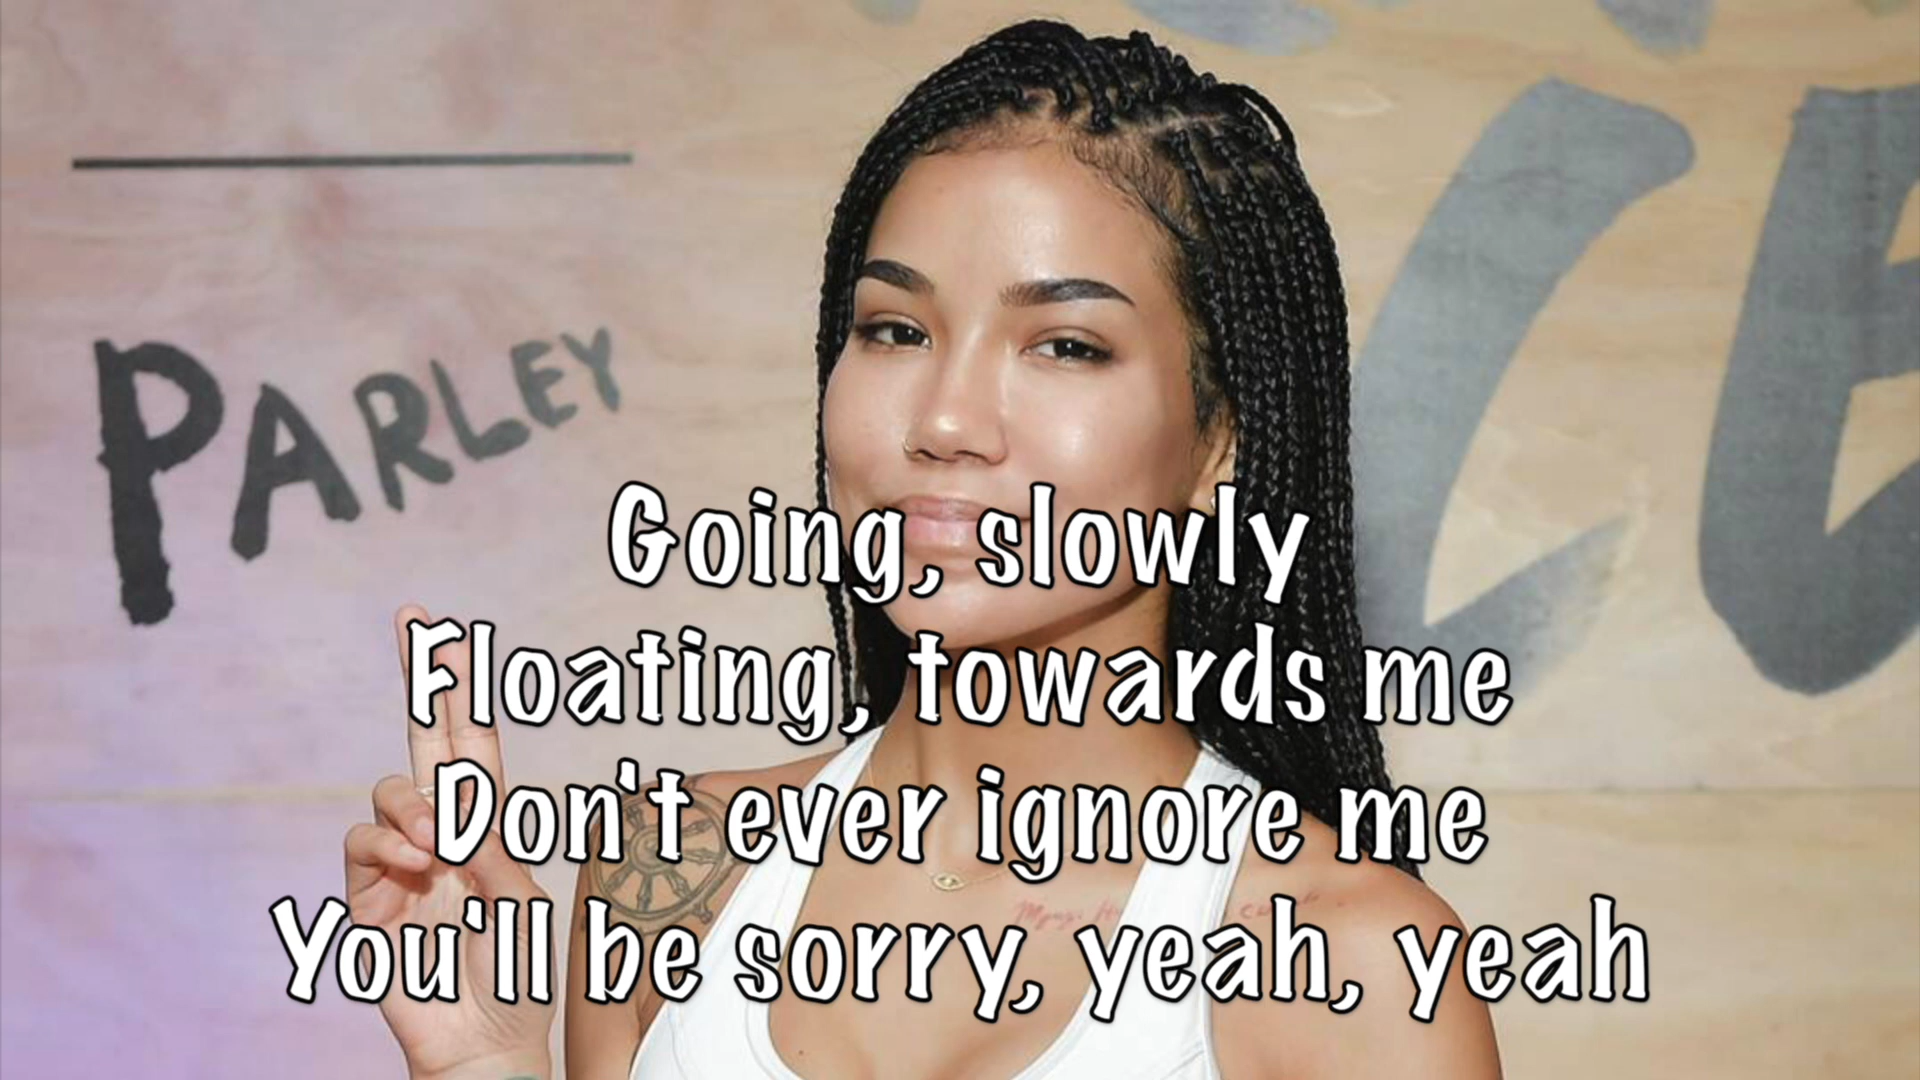 PARLEY
Going, slowly
Floating, towards me
Don't ever ignore me
You'll be sorry, yeah, yeah